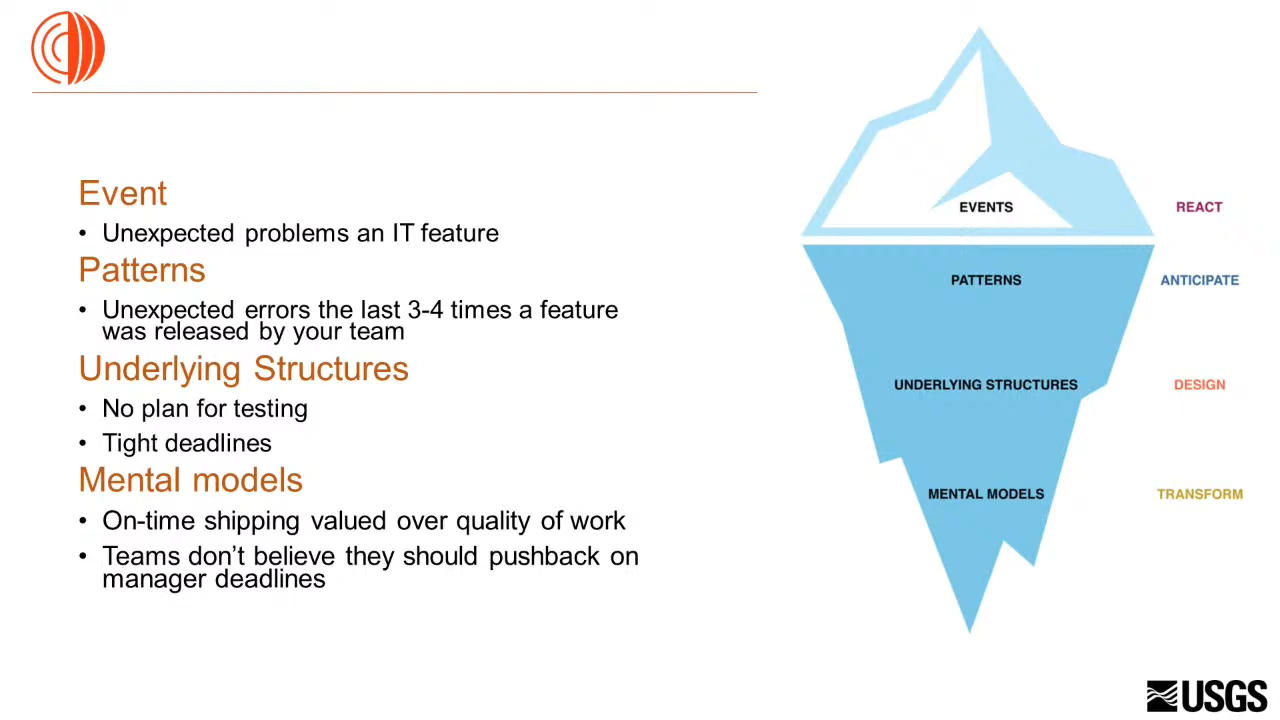 Event
• Unexpected problems an IT feature
Patterns
• Unexpected errors the last 3-4 times a feature
was released by your team
Underlying Structures
• No plan for testing
• Tight deadlines
Mental models
• On-time shipping valued over quality of work
• Teams don’t believe they should pushback on
manager deadlines
EVENTS
REACT
PATTERNS
ANTICIPATE
UNDERLYING STRUCTURES
DESIGN
MENTAL MODELS
TRANSFORM
USGS